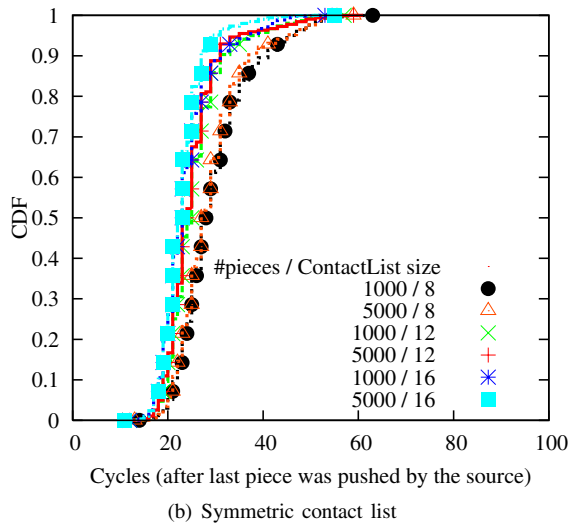 1
0.9
0.8
0.7
0.6
0.5
0.4
0.3
0.2
0.1
0
CDF
#pieces / ContactList size
1000 / 8
5000 / 8
1000 / 12
5000 / 12
1000 / 16
5000 / 16
0 20 40 60 80 100
Cycles (after last piece was pushed by the source)
(b) Symmetric contact list